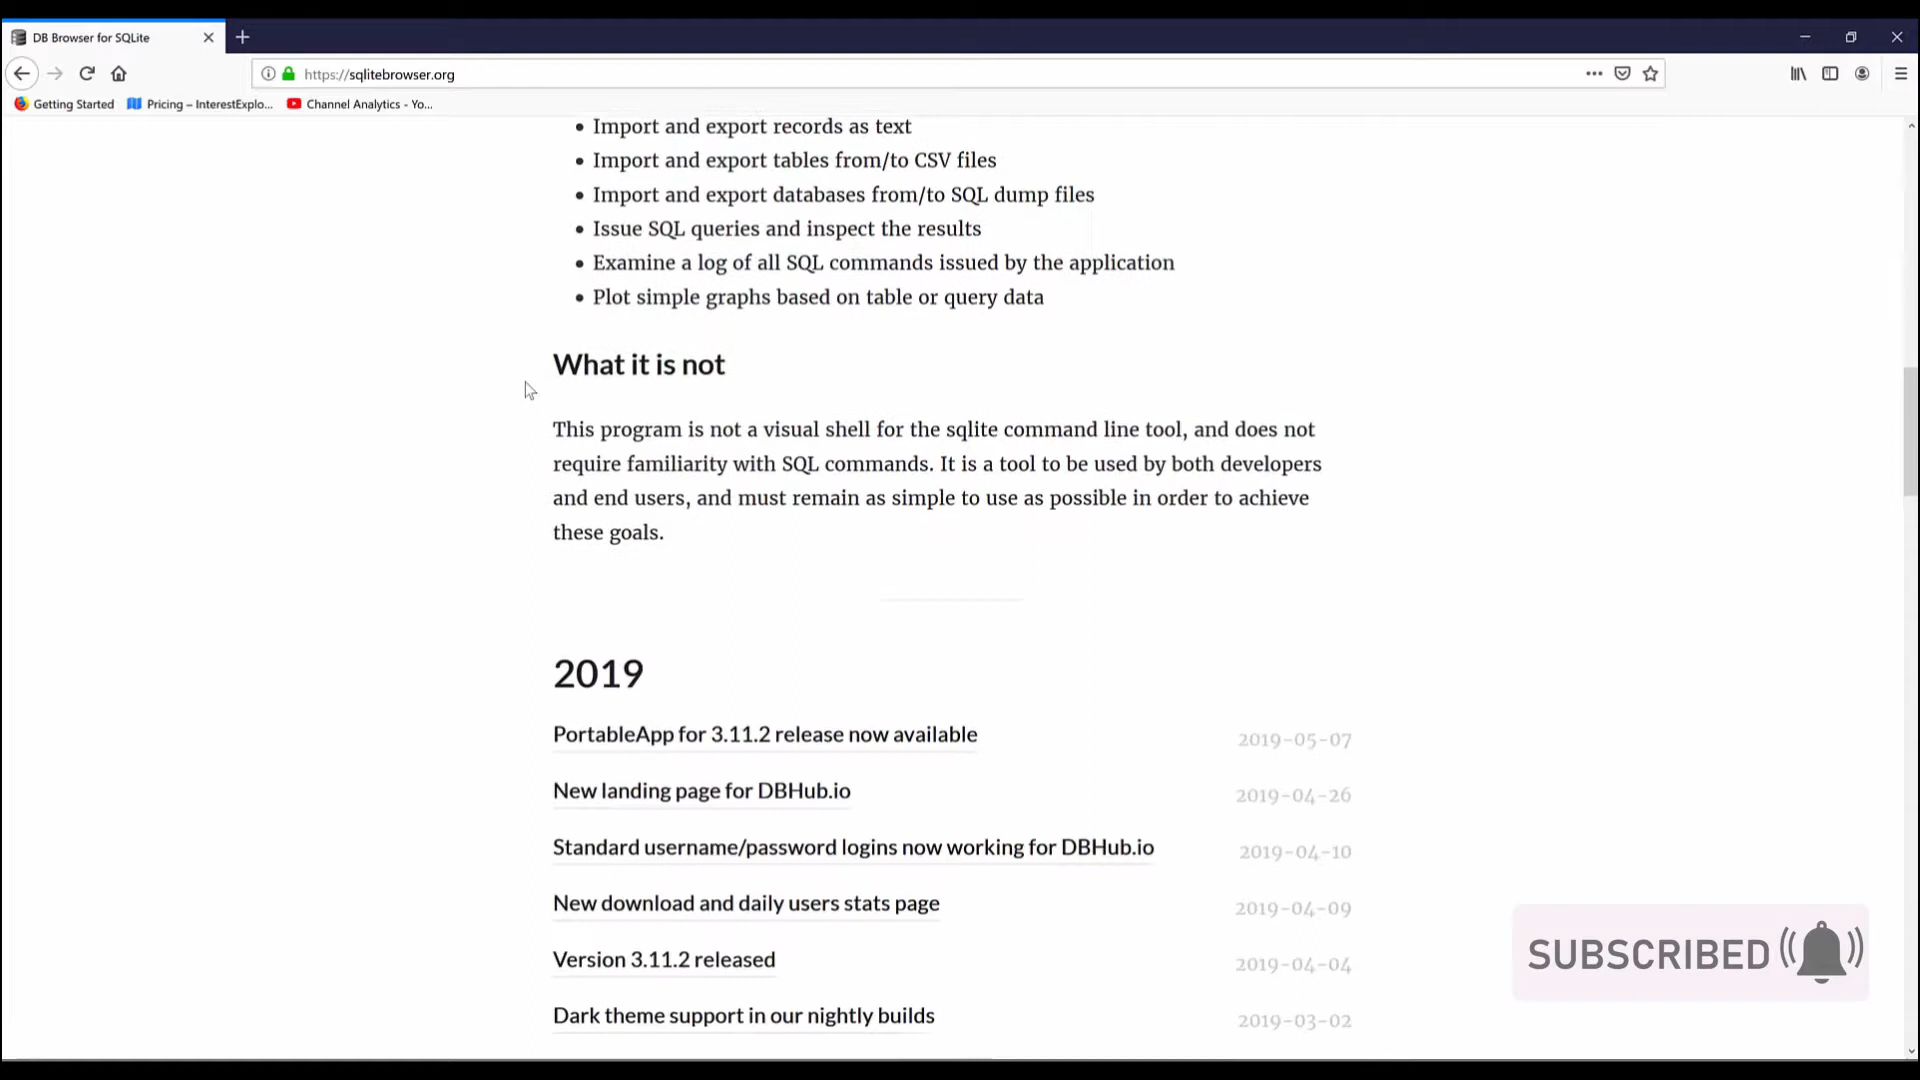 DB Browser for SQLite
https://sqlitebrowser.org
Getting Started
Pricing – InterestExplo...
Channel Analytics - Yo...
Import and export records as text
Import and export tables from/to CSV files
Import and export databases from/to SQL dump files
Issue SQL queries and inspect the results
Examine a log of all SQL commands issued by the application
Plot simple graphs based on table or query data
What it is not
This program is not a visual shell for the sqlite command line tool, and does not
require familiarity with SQL commands. It is a tool to be used by both developers
and end users, and must remain as simple to use as possible in order to achieve
these goals.
2019
PortableApp for 3.11.2 release now available 2019-05-07
New landing page for DBHub.io 2019-04-26
Standard username/password logins now working for DBHub.io 2019-04-10
New download and daily users stats page 2019-04-09
Version 3.11.2 released 2019-04-04
Dark theme support in our nightly builds 2019-03-02
SUBSCRIBED